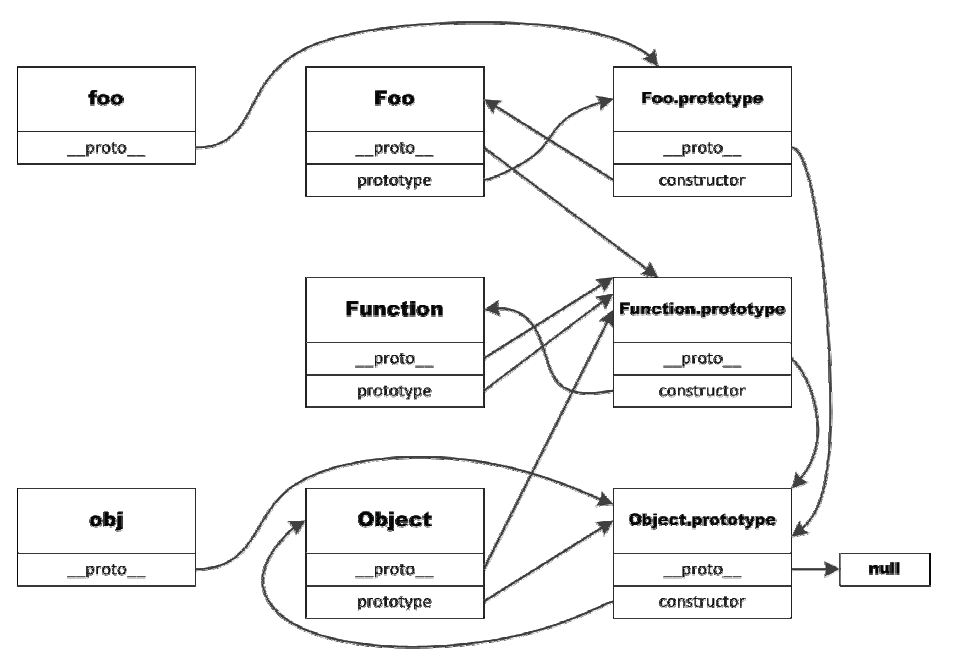 foo
__proto__
Foo
__proto__
prototype
Foo.prototype
__proto__
constructor
Function
__proto__
prototype
Function.prototype
__proto__
constructor
obj
__proto__
Object
__proto__
prototype
Object.prototype
__proto__
constructor
null